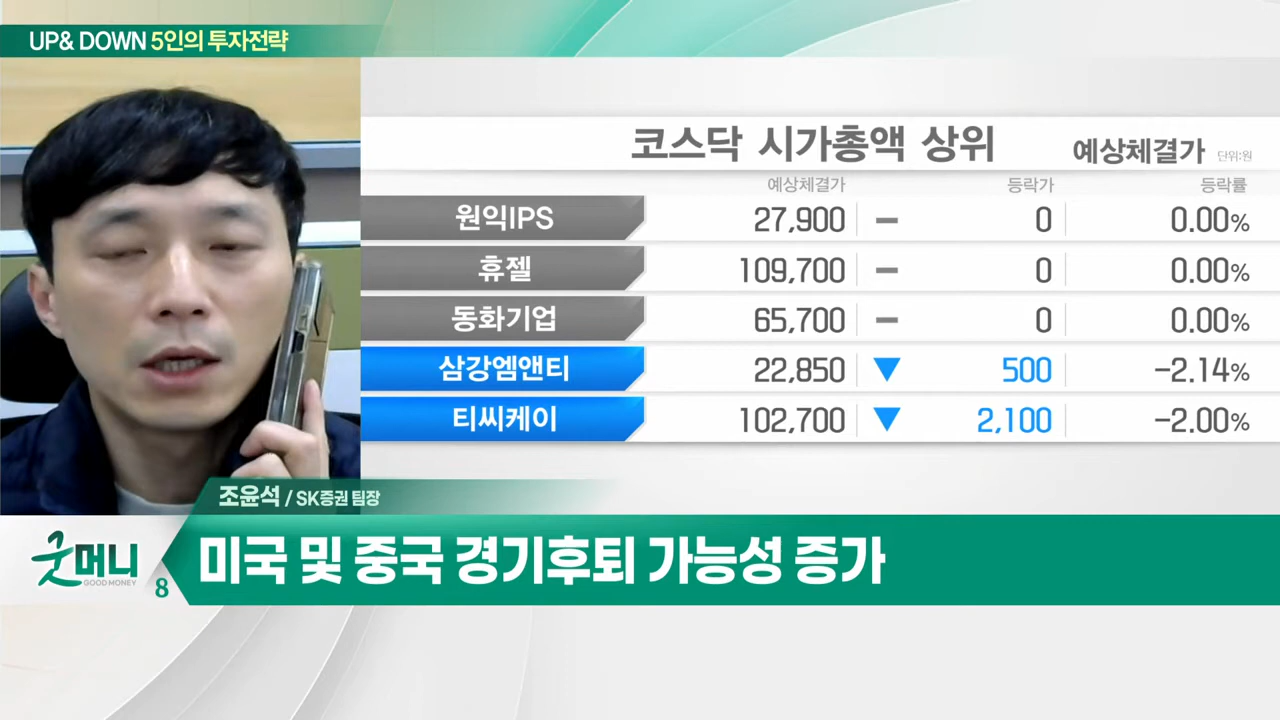 UP& DOWN 5인의 투자전략
코스닥 시가총액 상위 예상체결가 단위:원
예상체결가 등락가 등락률
원익IPS 27,900 0 0.00%
휴젤 109,700 0 0.00%
동화기업 65,700 0 0.00%
삼강엠앤티 22,850 ▼ 500 -2.14%
티씨케이 102,700 ▼ 2,100 -2.00%
조윤석 / SK증권 팀장
굿머니
GOOD MONEY
8
미국 및 중국 경기후퇴 가능성 증가